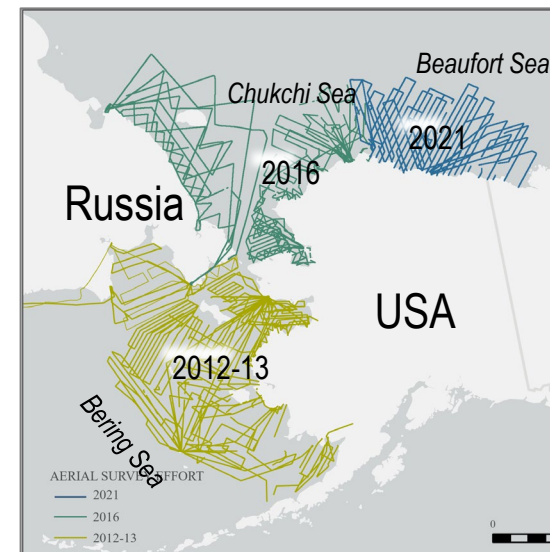 Beaufort Sea
Chukchi Sea
2021
2016
Russia
USA
2012-13
Bering Sea
AERIAL SURVEY EFFORT
2021
2016
2012-13
0